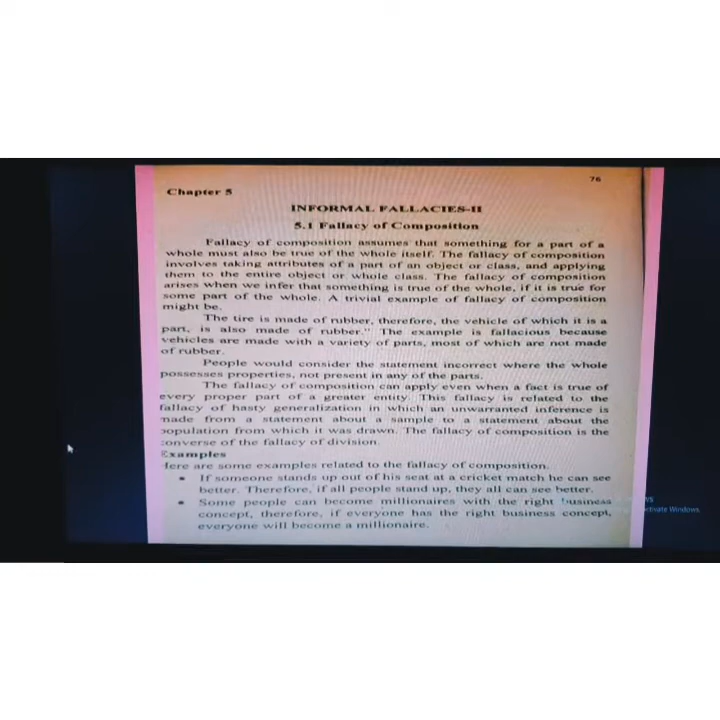 76
Chapter 5
INFORMAL FALLACIES-II
5.1 Fallacy of Composition
Fallacy of composition assumes that something for a part of a
whole must also be true of the whole itself. The fallacy of composition
involves taking attributes of a part of an object or class, and applying
them to the entire object or whole class. The fallacy of composition
arises when we infer that something is true of the whole, if it is true for
some part of the whole. A trivial example of fallacy of composition
might be.
The tire is made of rubber, therefore, the vehicle of which it is a
part, is also made of rubber." The example is fallacious because
vehicles are made with a variety of parts, most of which are not made
of rubber.
People would consider the statement incorrect where the whole
possesses properties, not present in any of the parts.
The fallacy of composition can apply even when a fact is true of
every proper part of a greater entity. This fallacy is related to the
fallacy of hasty generalization in which an unwarranted inference is
made from a statement about a sample to a statement about the
population from which it was drawn. The fallacy of composition is the
converse of the fallacy of division.
Examples
Here are some examples related to the fallacy of composition.
• If someone stands up out of his seat at a cricket match he can see
better. Therefore, if all people stand up, they all can see better.
• Some people can become millionaires with the right business
concept, therefore, if everyone has the right business concept,
everyone will become a millionaire.
Windows